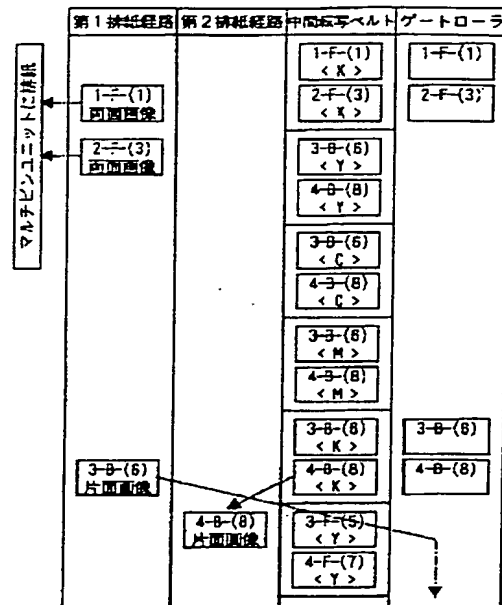 第1排紙経路 第2排紙経路 中間転写ベルト ゲートローラ
1-F-(1)
< K >
1-F-(1)
マルチビンユニットに排紙
1-F-(1)
両面画像
2-F-(3)
< K >
2-F-(3)
2-F-(3)
両面画像
3-B-(6)
< Y >
4-B-(8)
< Y >
3-B-(6)
< C >
4-B-(8)
< C >
3-B-(6)
< M >
4-B-(8)
< M >
3-B-(6)
< K >
3-B-(6)
3-B-(6)
片面画像
4-B-(8)
< K >
4-B-(8)
4-B-(8)
片面画像
3-F-(5)
< Y >
4-F-(7)
< Y >